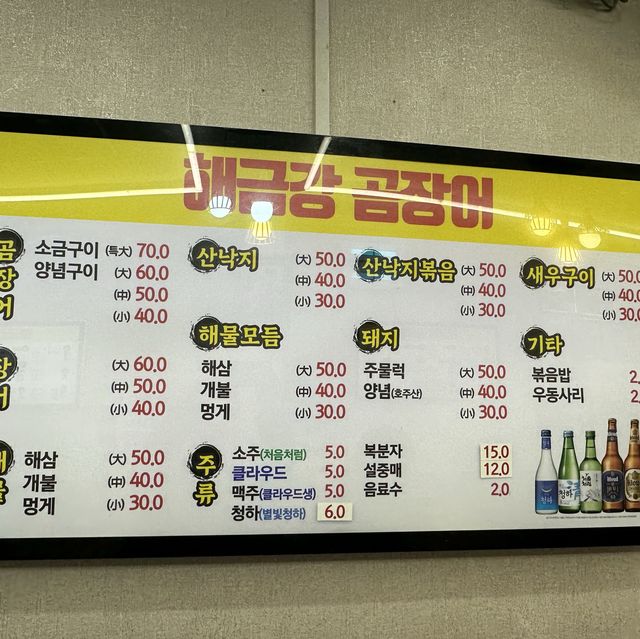 해금강 곰장어
곰장어
소금구이 (특大) 70.0
양념구이 (大) 60.0
(中) 50.0
(小) 40.0
산낙지
(大) 50.0
(中) 40.0
(小) 30.0
산낙지볶음
(大) 50.0
(中) 40.0
(小) 30.0
새우구이
(大) 50.0
(中) 40.0
(小) 30.0
(大) 60.0
(中) 50.0
(小) 40.0
해물모듬
해삼 (大) 50.0
개불 (中) 40.0
멍게 (小) 30.0
돼지
주물럭 (大) 50.0
양념(호주산) (中) 40.0
(小) 30.0
기타
볶음밥 2.
우동사리 2.
해삼 (大) 50.0
개불 (中) 40.0
멍게 (小) 30.0
주류
소주(처음처럼) 5.0
클라우드 5.0
맥주(클라우드생) 5.0
청하(별빛청하) 6.0
복분자 15.0
설중매 12.0
음료수 2.0